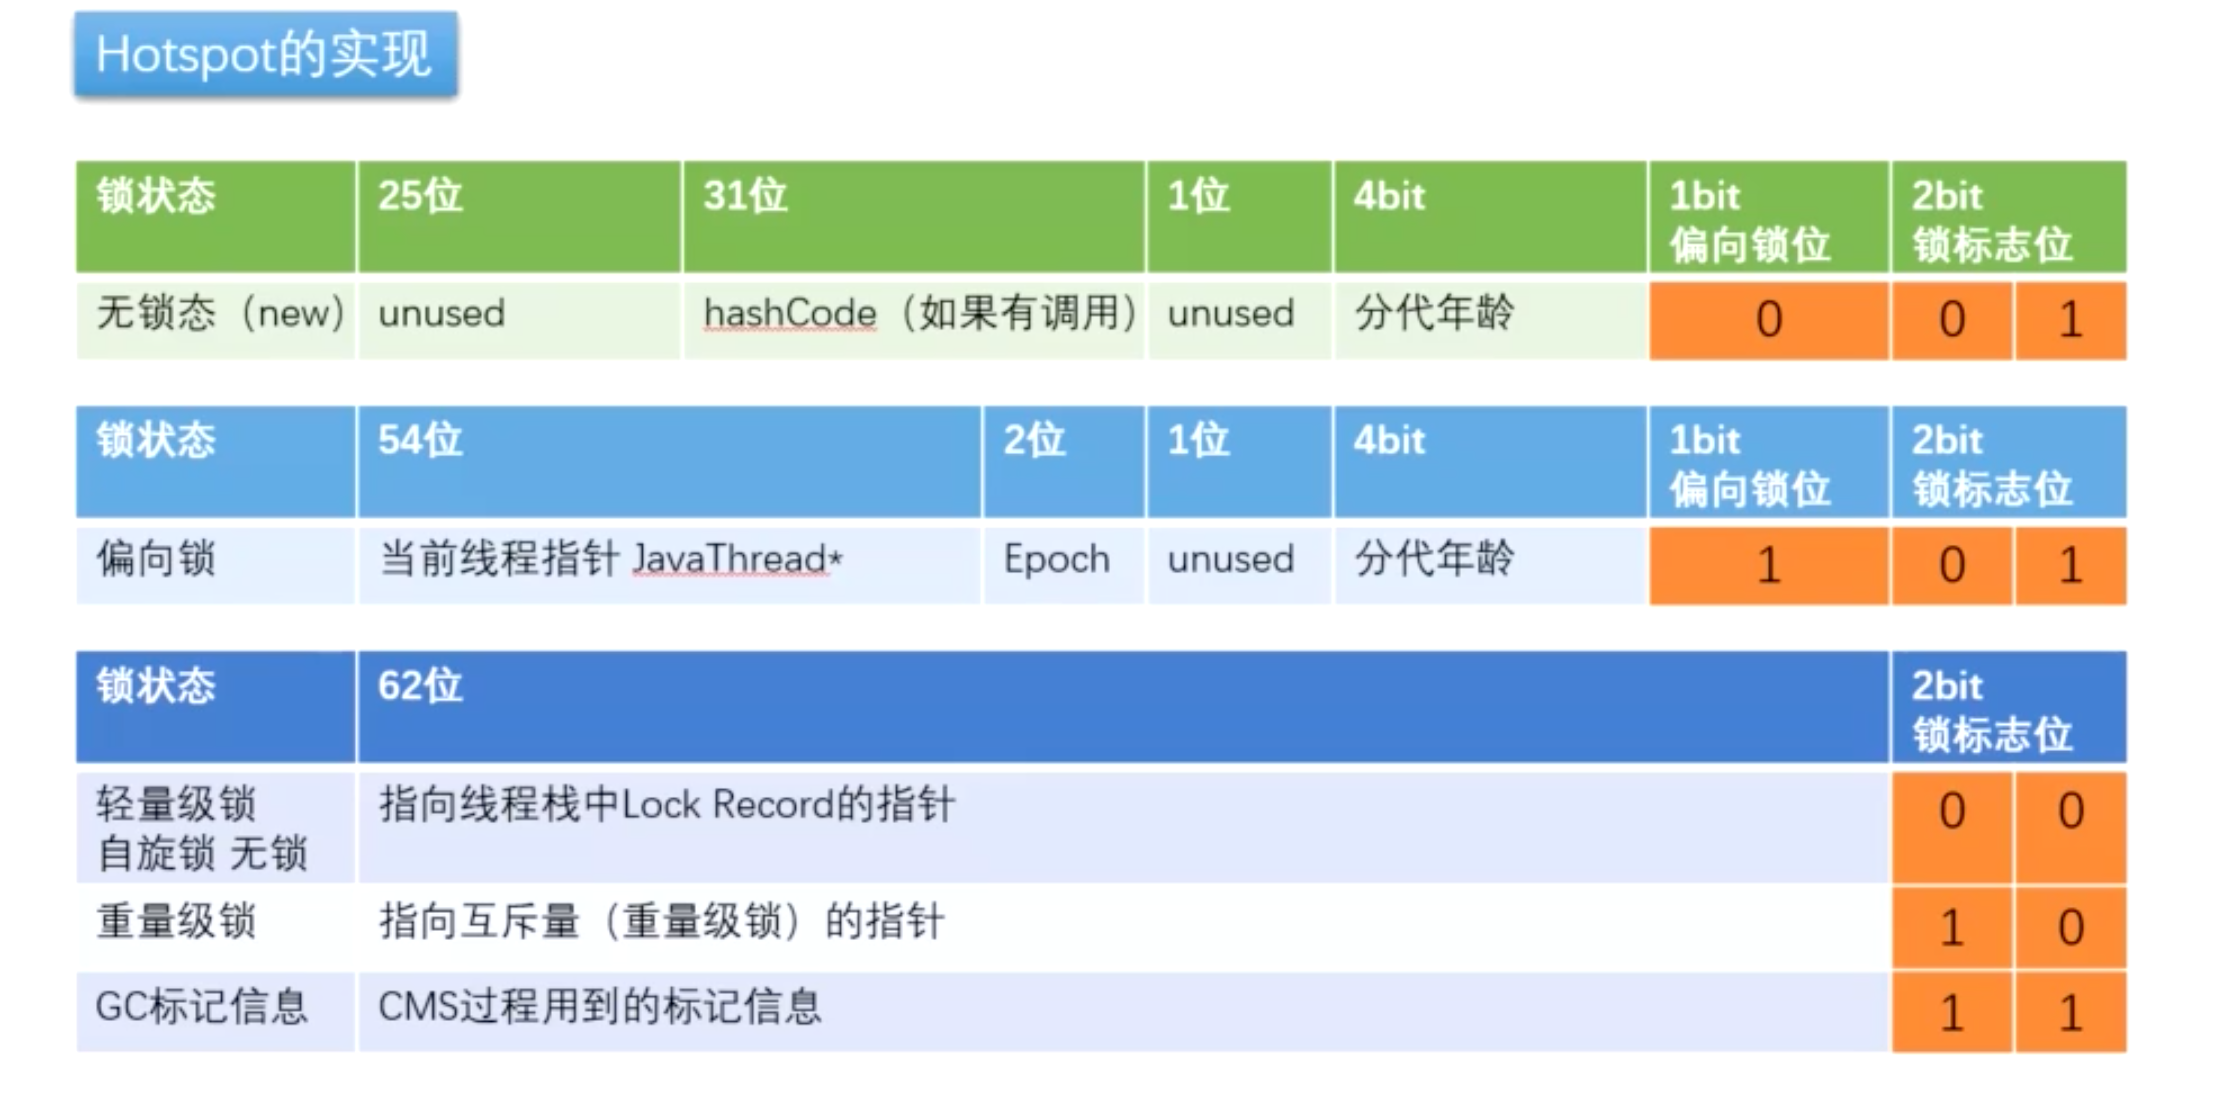 Hotspot的实现
锁状态 25位 31位 1位 4bit 1bit 2bit
偏向锁位 锁标志位
无锁态（new） unused hashCode（如果有调用） unused 分代年龄 0 0 1
锁状态 54位 2位 1位 4bit 1bit 2bit
偏向锁位 锁标志位
偏向锁 当前线程指针 JavaThread* Epoch unused 分代年龄 1 0 1
锁状态 62位 2bit
锁标志位
轻量级锁 指向线程栈中Lock Record的指针 0 0
自旋锁 无锁
重量级锁 指向互斥量（重量级锁）的指针 1 0
GC标记信息 CMS过程用到的标记信息 1 1